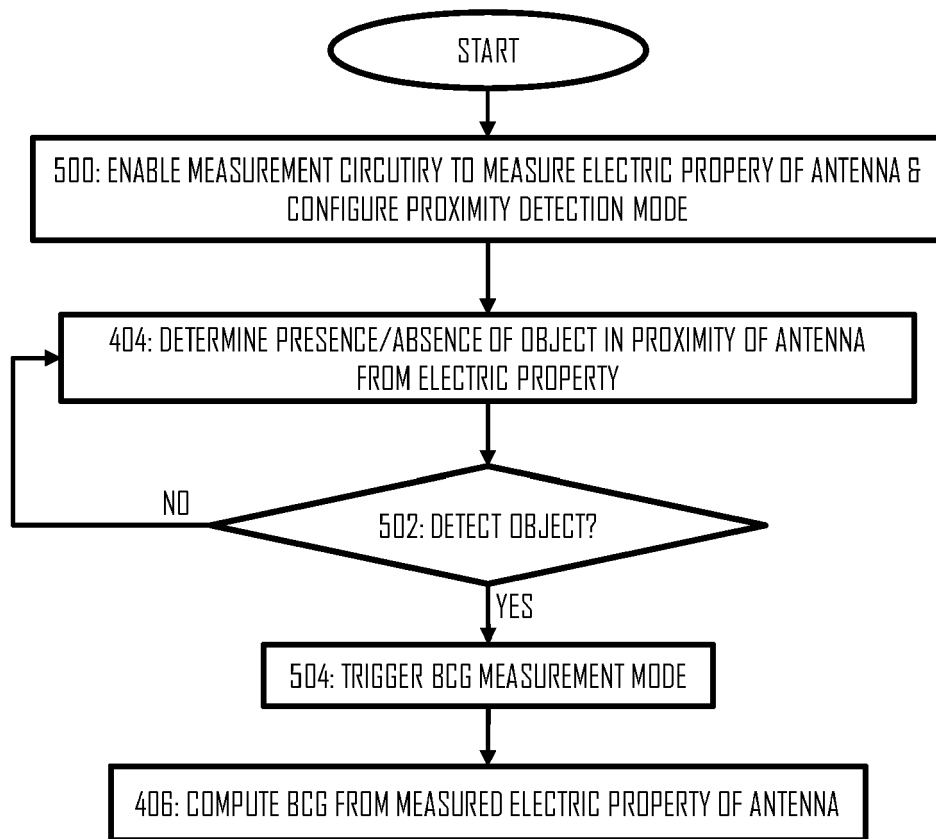 START
500: ENABLE MEASUREMENT CIRCUTIRY TO MEASURE ELECTRIC PROPERY OF ANTENNA &
CONFIGURE PROXIMITY DETECTION MODE
404: DETERMINE PRESENCE/ABSENCE OF OBJECT IN PROXIMITY OF ANTENNA
FROM ELECTRIC PROPERTY
NO
502: DETECT OBJECT?
YES
504: TRIGGER BCG MEASUREMENT MODE
406: COMPUTE BCG FROM MEASURED ELECTRIC PROPERTY OF ANTENNA